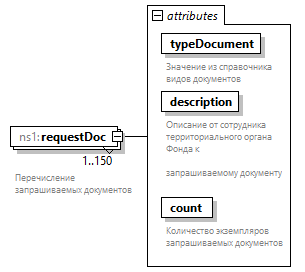 attributes
typeDocument
Значение из справочника
видов документов
description
Описание от сотрудника
территориального органа
Фонда к
запрашиваемому документу
ns1:requestDoc
1..150
Перечисление
запрашиваемых документов
count
Количество экземпляров
запрашиваемых документов